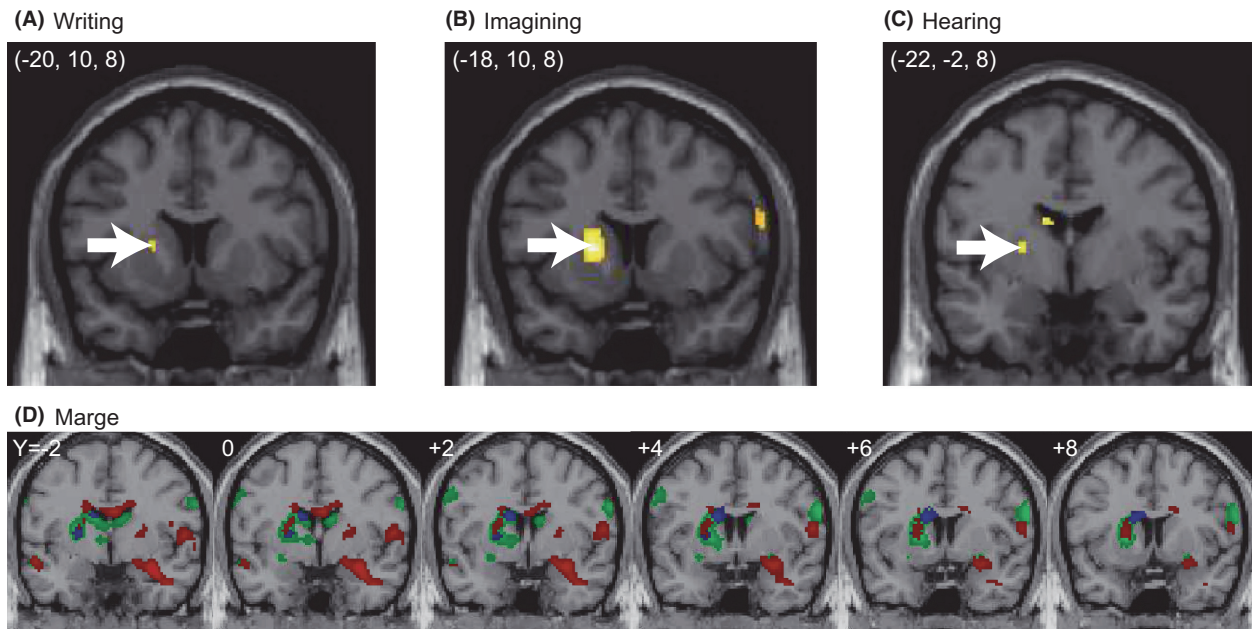 (A) Writing
(-20, 10, 8)
(B) Imagining
(-18, 10, 8)
(C) Hearing
(-22, -2, 8)
(D) Marge
Y=-2 0 +2 +4 +6 +8